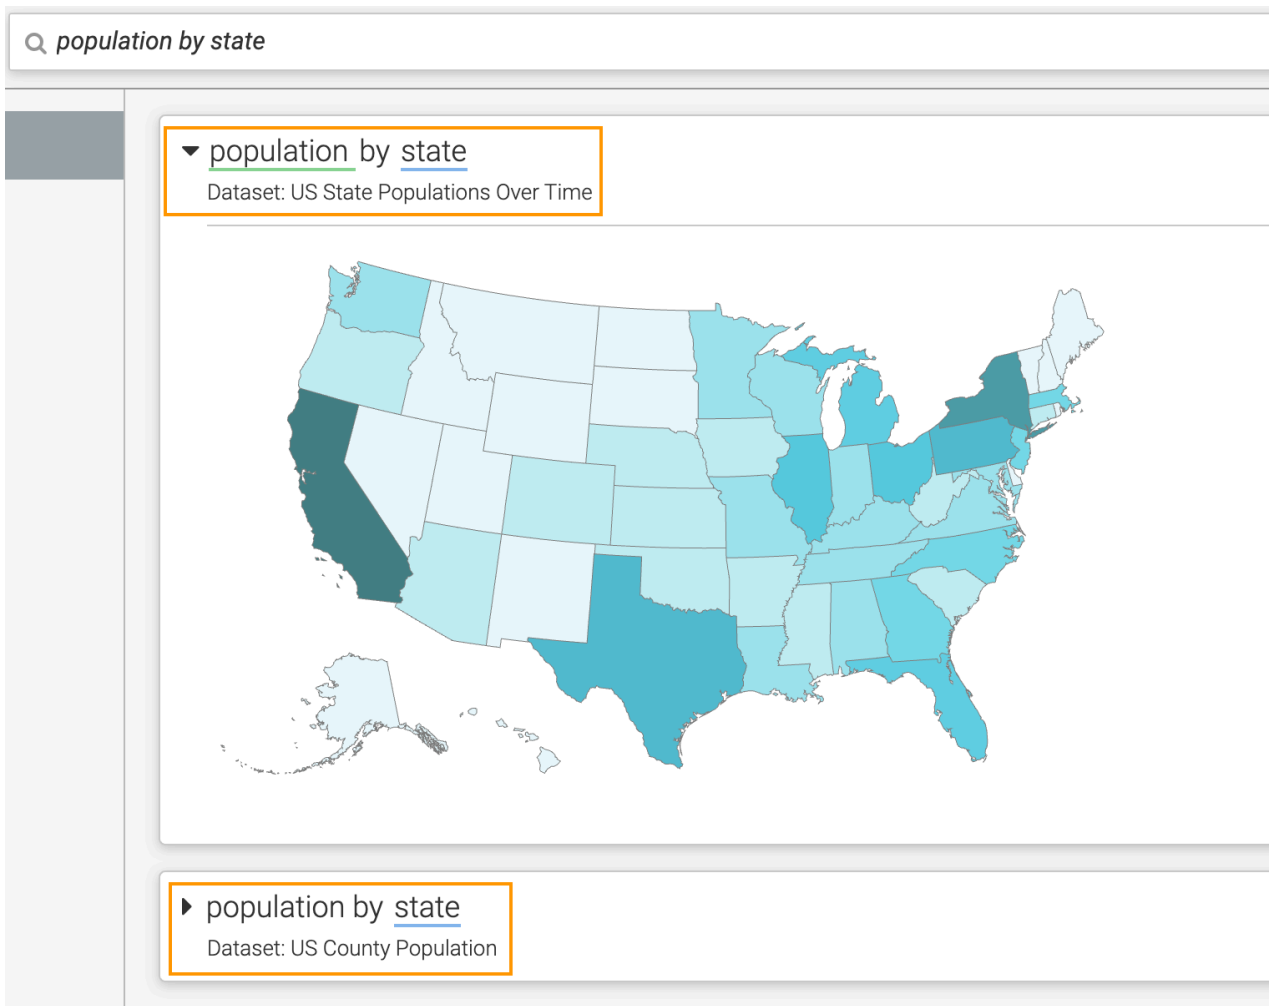 population by state
population by state
Dataset: US State Populations Over Time
population by state
Dataset: US County Population